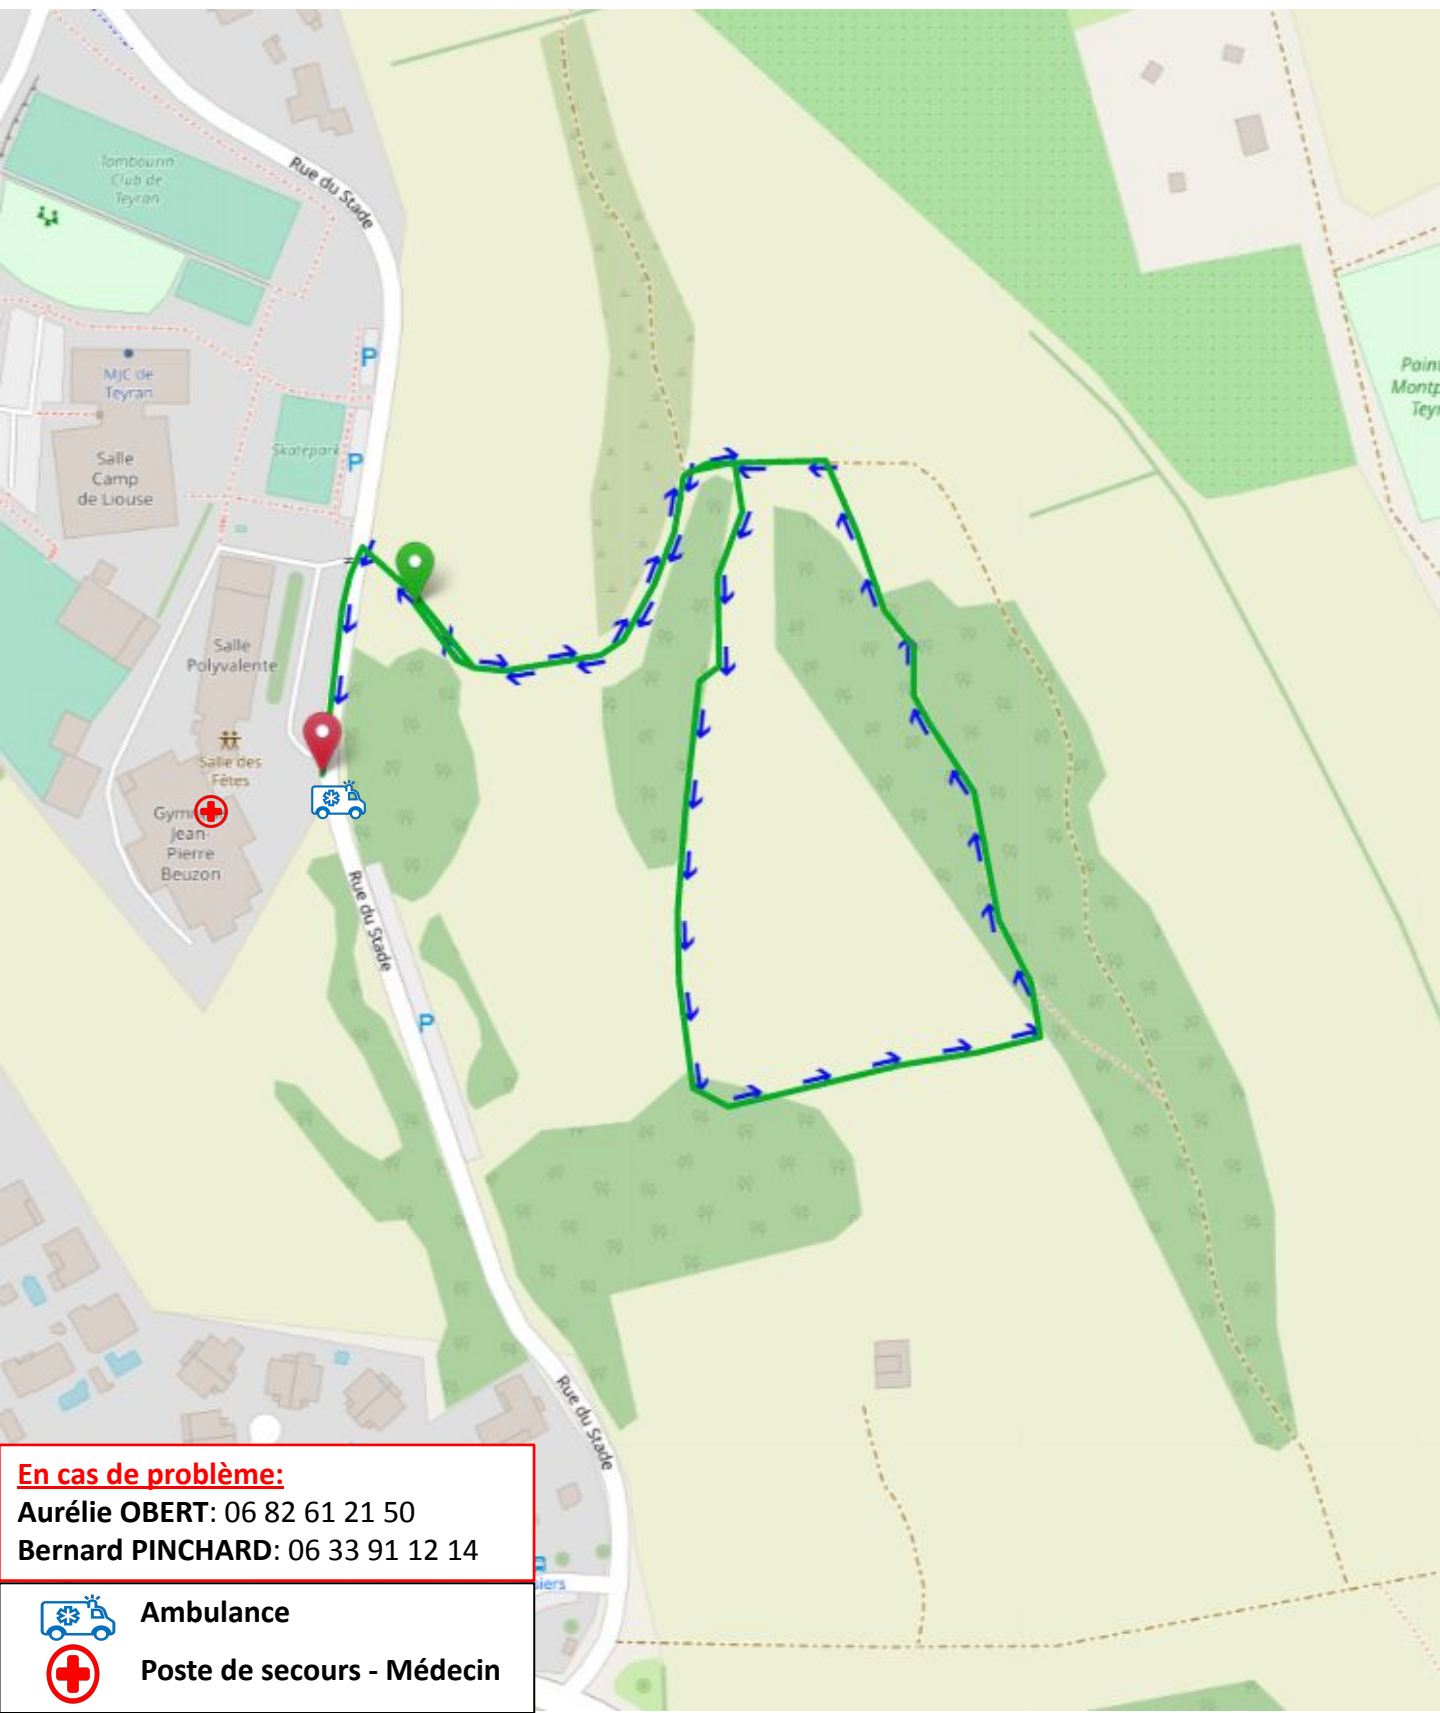 Tombourin
Club de
Teyran
Rue du Stade
P
MJC de
Teyran
Salle
Camp
de Liouse
Skatepark
P
Salle
Polyvalente
Salle des
Fêtes
Jean-
Pierre
Beuzon
Rue du Stade
P
Rue du Stade
En cas de problème:
Aurélie OBERT: 06 82 61 21 50
Bernard PINCHARD: 06 33 91 12 14
Ambulance
Poste de secours - Médecin